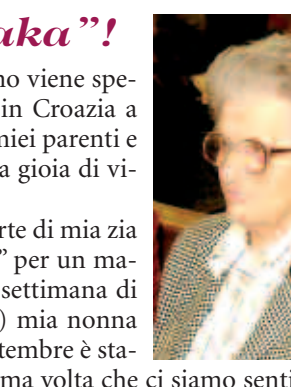 aka”!
no viene spe-
in Croazia a
miei parenti e
a gioia di vi-
rte di mia zia
” per un ma-
settimana di
) mia nonna
tembre è sta-
ma volta che ci siamo senti